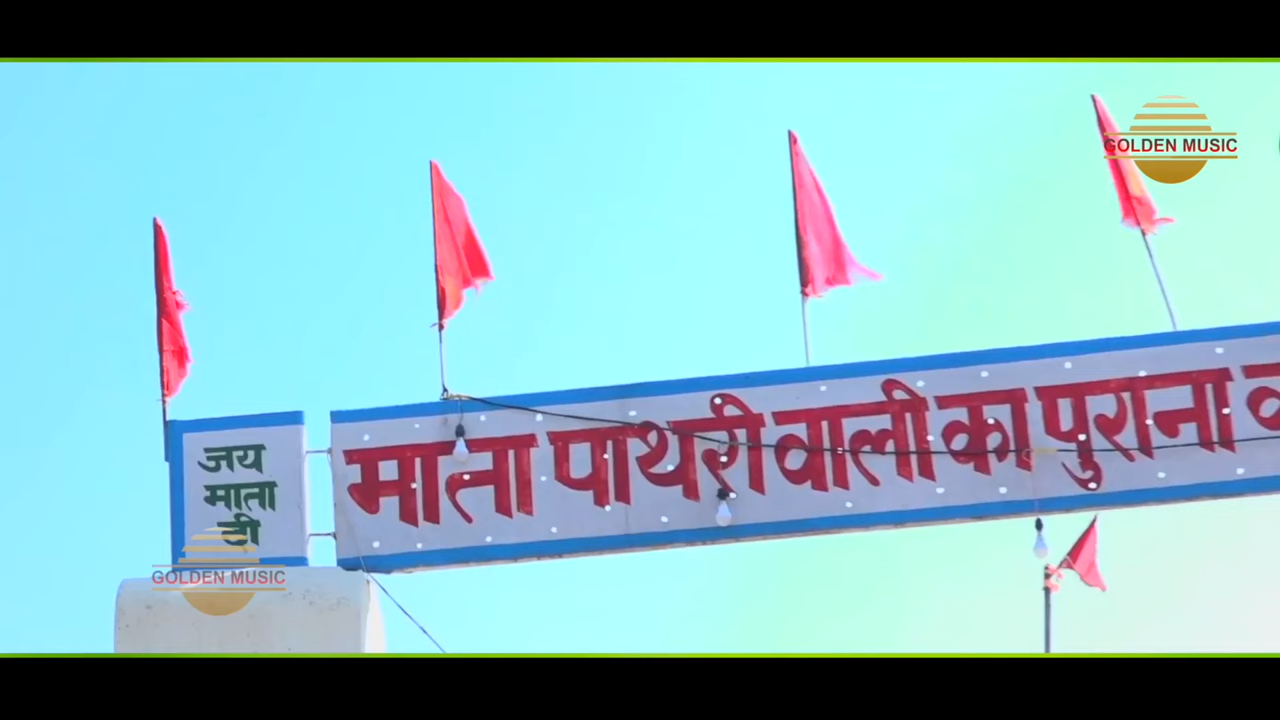 GOLDEN MUSIC
जय
माता
दी
माता पाथरी वाली का पुराना
GOLDEN MUSIC